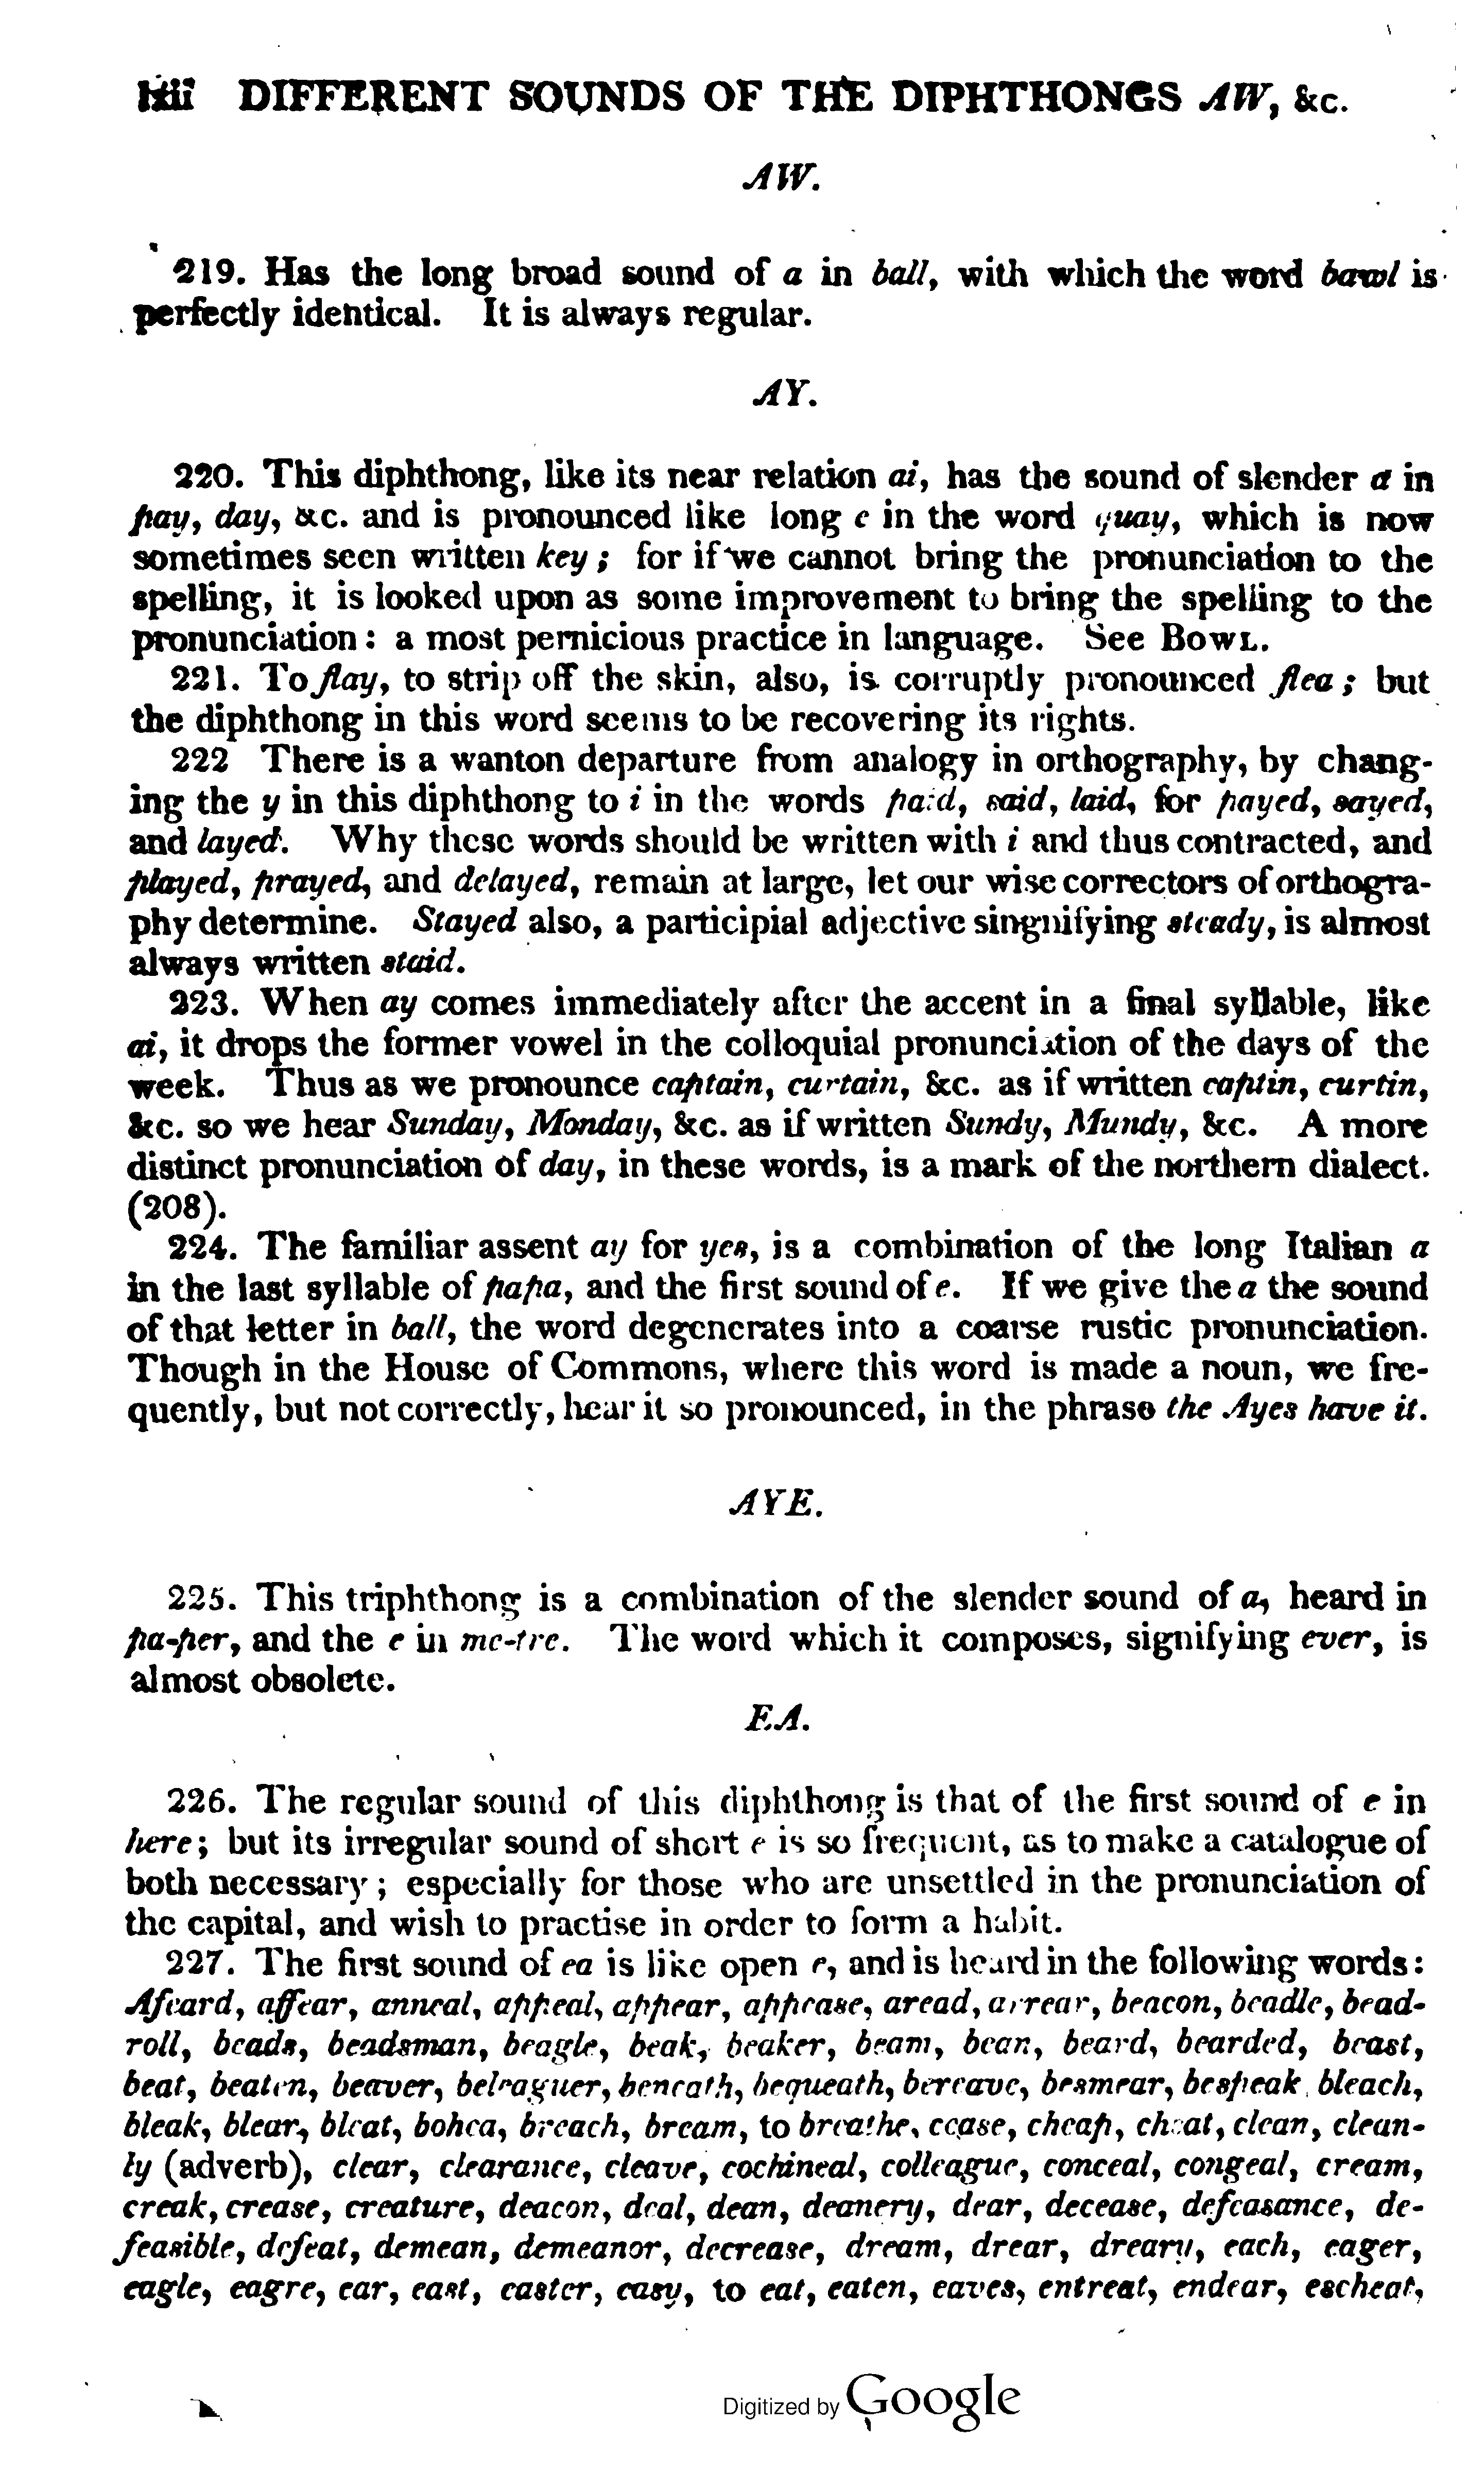 lxii DIFFERENT SOUNDS OF THE DIPHTHONGS AW, &c.
AW.
219. Has the long broad sound of a in ball, with which the word bawl is
perfectly identical. It is always regular.
AY.
220. This diphthong, like its near relation ai, has the sound of slender a in
pay, day, &c. and is pronounced like long e in the word quay, which is now
sometimes seen written key; for if we cannot bring the pronunciation to the
spelling, it is looked upon as some improvement to bring the spelling to the
pronunciation: a most pernicious practice in language. See BOWL.
221. To flay, to strip off the skin, also, is corruptly pronounced flea; but
the diphthong in this word seems to be recovering its rights.
222 There is a wanton departure from analogy in orthography, by chang-
ing the y in this diphthong to i in the words paid, said, laid, for payed, sayed,
and layed. Why these words should be written with i and thus contracted, and
played, prayed, and delayed, remain at large, let our wise correctors of orthogra-
phy determine. Stayed also, a participial adjective singnifying steady, is almost
always written staid.
223. When ay comes immediately after the accent in a final syllable, like
ai, it drops the former vowel in the colloquial pronunciation of the days of the
week. Thus as we pronounce captain, curtain, &c. as if written captin, curtin,
&c. so we hear Sunday, Monday, &c. as if written Sundy, Mundy, &c. A more
distinct pronunciation of day, in these words, is a mark of the northern dialect.
(208).
224. The familiar assent ay for yes, is a combination of the long Italian a
in the last syllable of papa, and the first sound of e. If we give the a the sound
of that letter in ball, the word degenerates into a coarse rustic pronunciation.
Though in the House of Commons, where this word is made a noun, we fre-
quently, but not correctly, hear it so pronounced, in the phrase the Ayes have it.
AYE.
225. This triphthong is a combination of the slender sound of a, heard in
pa-per, and the e in me-tre. The word which it composes, signifying ever, is
almost obsolete.
EA.
226. The regular sound of this diphthong is that of the first sound of e in
here; but its irregular sound of short e is so frequent, as to make a catalogue of
both necessary; especially for those who are unsettled in the pronunciation of
the capital, and wish to practise in order to form a habit.
227. The first sound of ea is like open e, and is heard in the following words:
Afeard, affear, anneal, appeal, appear, appease, aread, arrear, beacon, beadle, bead-
roll, beads, beadsman, beagle, beak, beaker, beam, bean, beard, bearded, beast,
beat, beaten, beaver, beleaguer, beneath, bequeath, bereave, besmear, bespeak, bleach,
bleak, blear, bleat, bohea, breach, bream, to breathe, cease, cheap, cheat, clean, clean-
ly (adverb), clear, clearance, cleave, cochineal, colleague, conceal, congeal, cream,
creak, crease, creature, deacon, deal, dean, deanery, dear, decease, defeasance, de-
feasible, defeat, demean, demeanor, decrease, dream, drear, dreary, each, eager,
eagle, eagre, ear, east, easter, easy, to eat, eaten, eaves, entreat, endear, escheat,
Digitized by Google